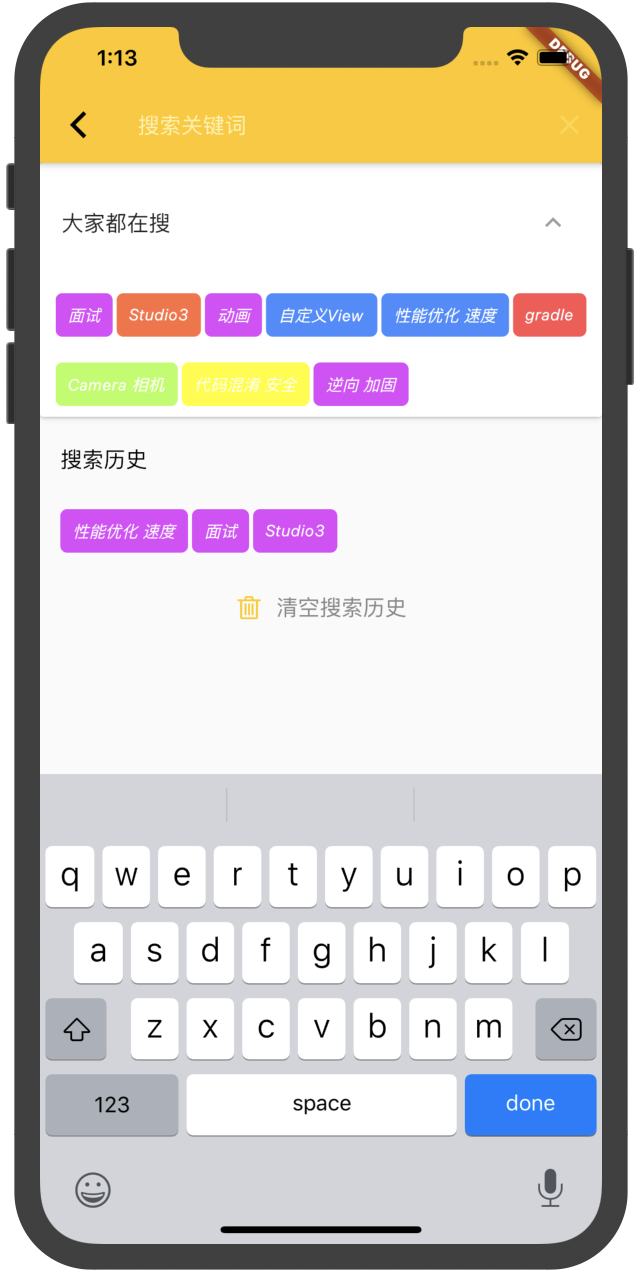 1:13
DEBUG
搜索关键词
大家都在搜
面试 Studio3 动画 自定义View 性能优化 速度 gradle
Camera 相机 代码混淆 安全 逆向 加固
搜索历史
性能优化 速度 面试 Studio3
清空搜索历史
q w e r t y u i o p
a s d f g h j k l
z x c v b n m
123 space done